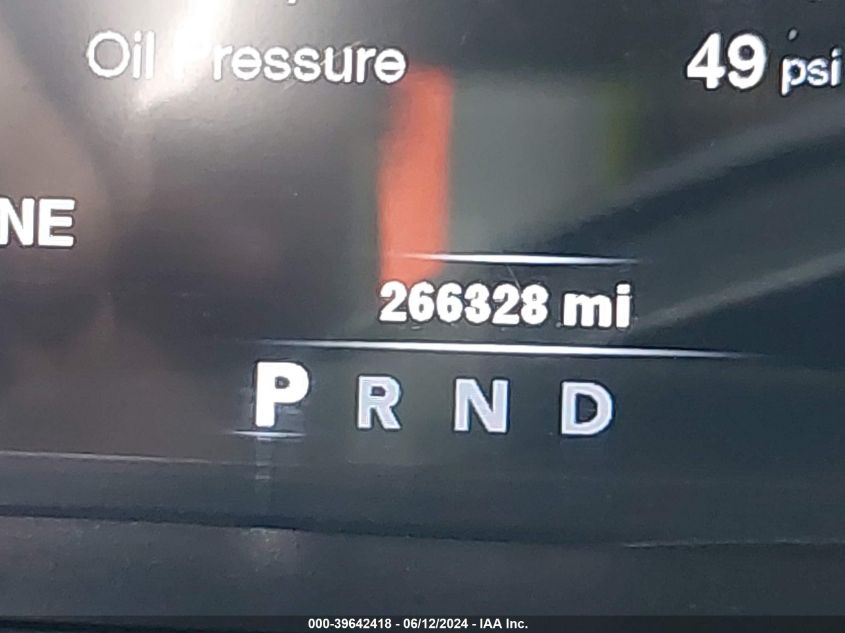 Oil Pressure 49 psi
NE
266328 mi
P R N D
000-39642418 - 06/12/2024 - IAA Inc.